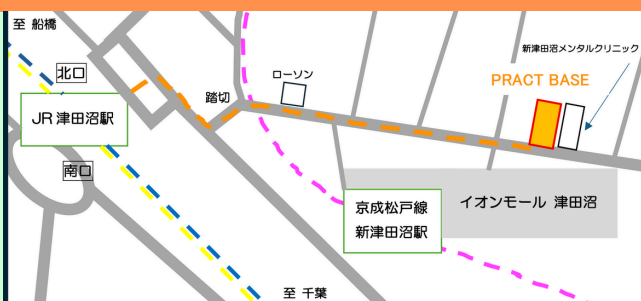 至 船橋
北口
JR 津田沼駅
南口
踏切
ローソン
新津田沼メンタルクリニック
PRACT BASE
京成松戸線
新津田沼駅
イオンモール 津田沼
至 千葉